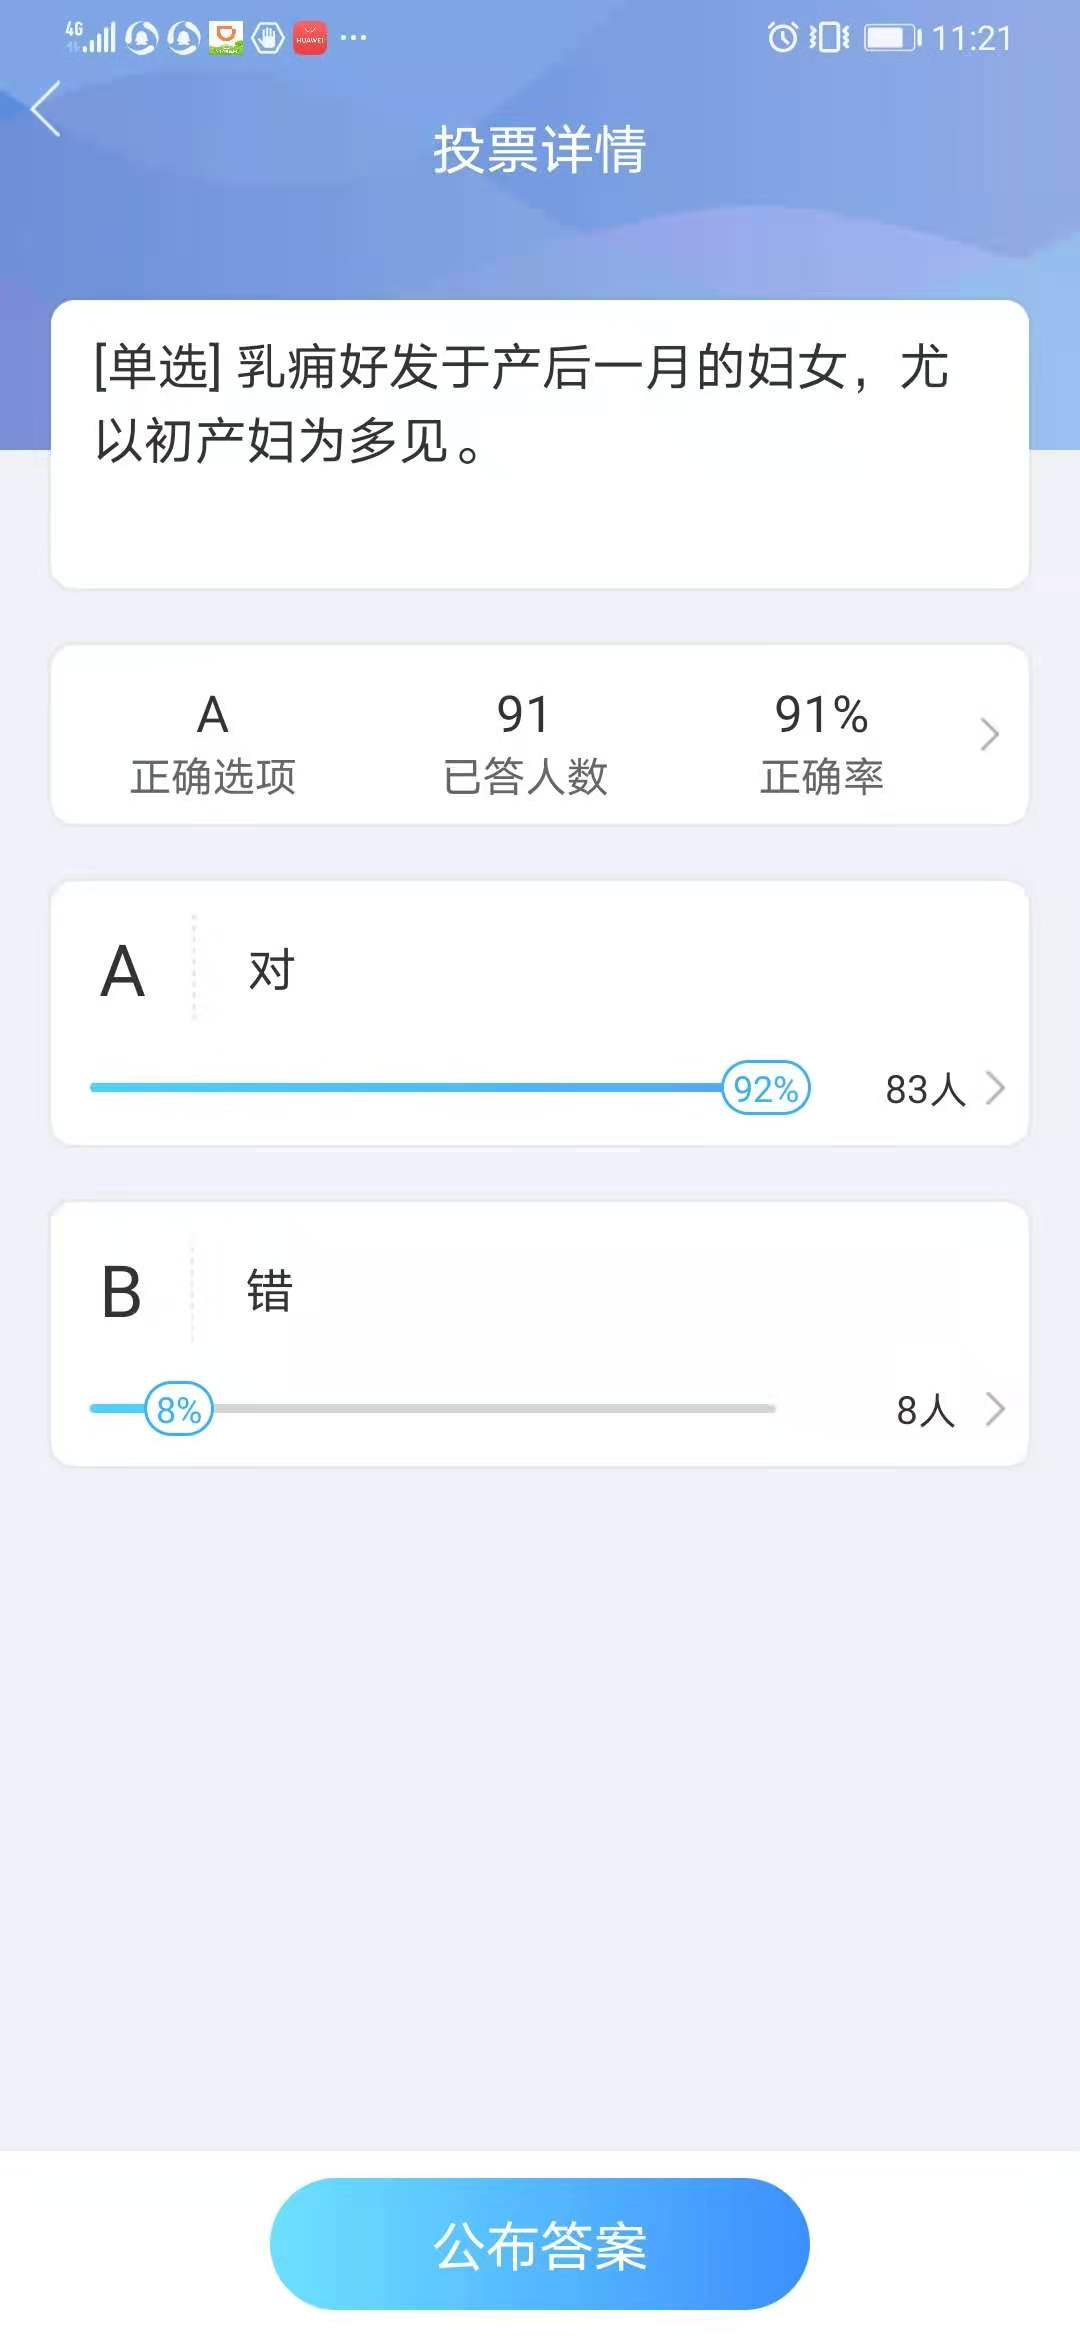 4G
HUAWEI
11:21
投票详情
[单选] 乳痈好发于产后一月的妇女，尤
以初产妇为多见。
A 91 91%
正确选项 已答人数 正确率
A 对
92% 83人
B 错
8% 8人
公布答案